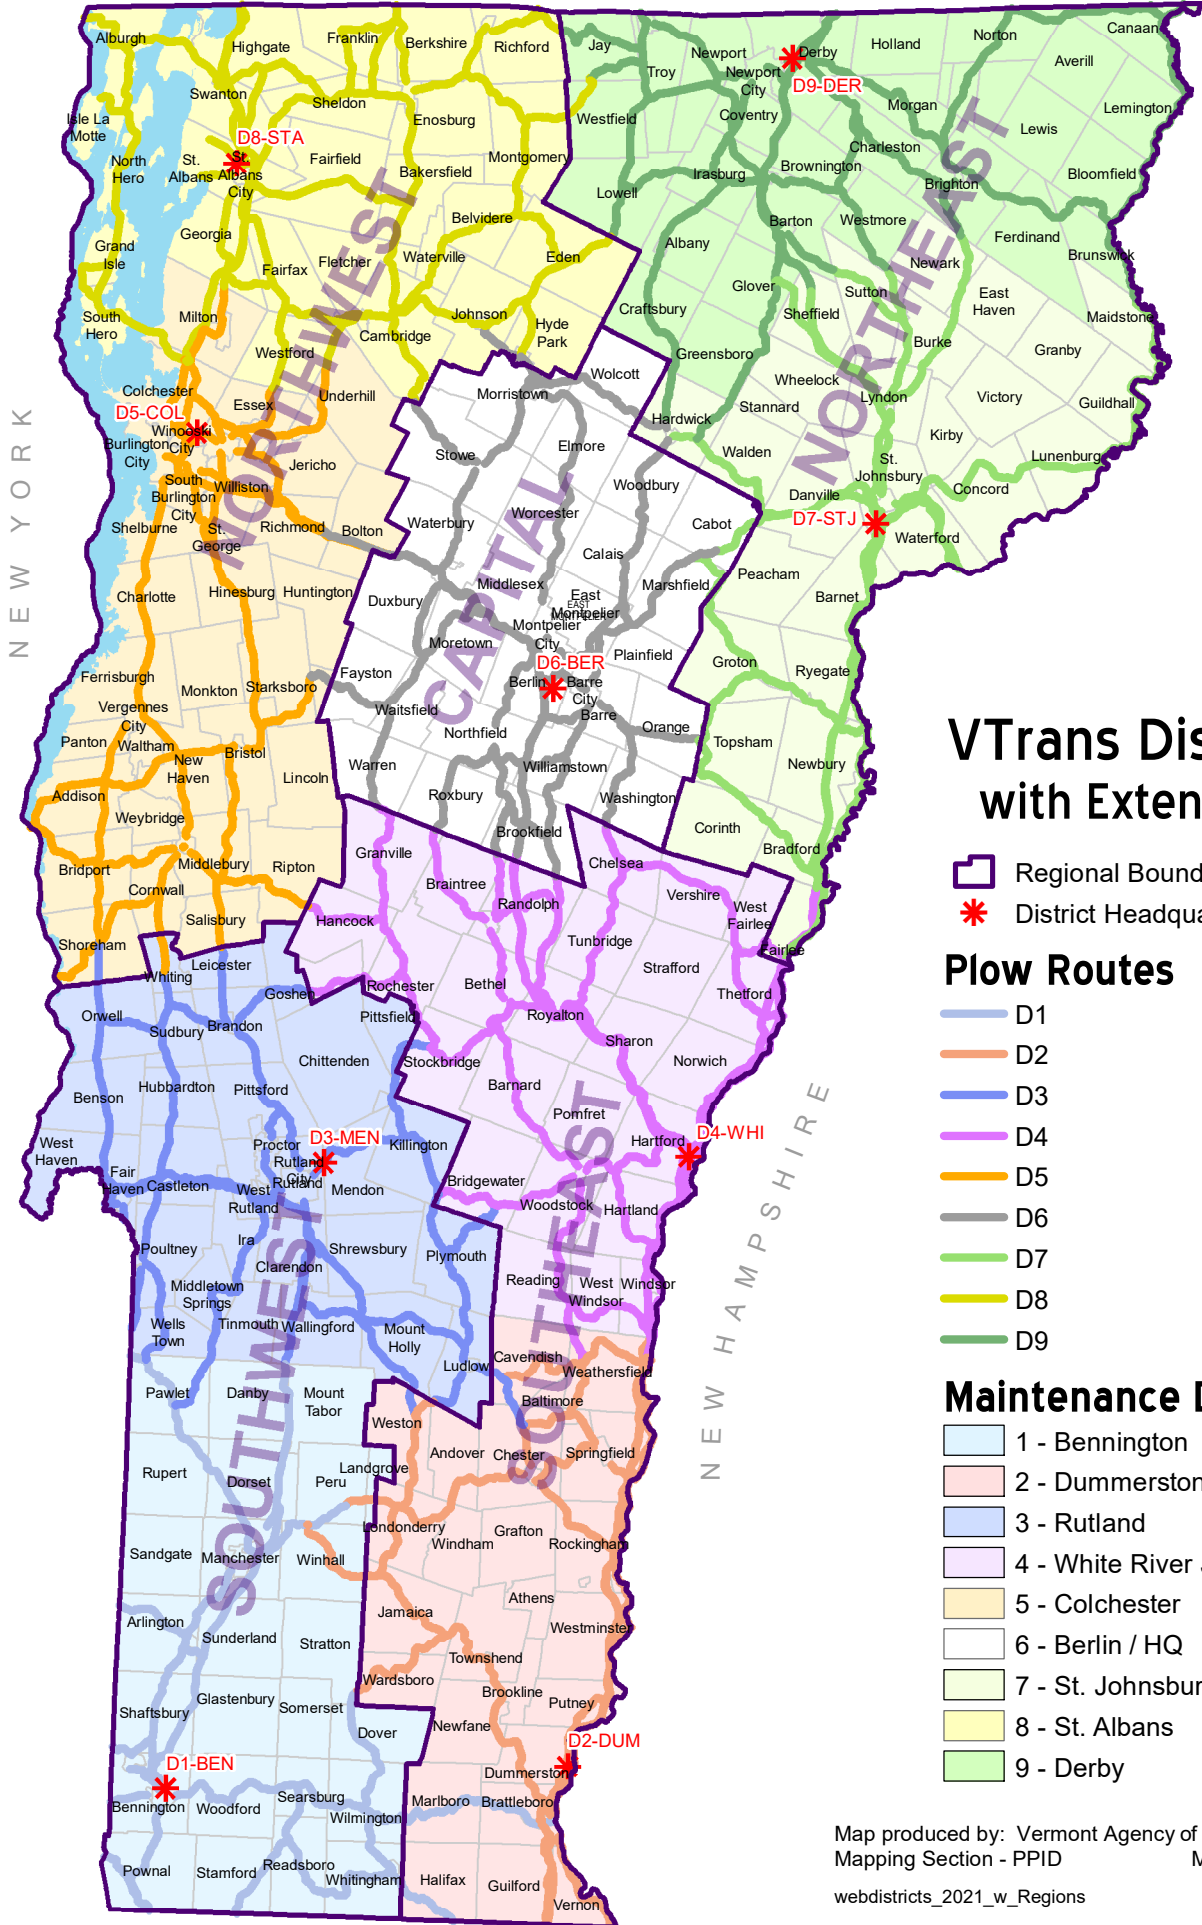 Alburgh
Highgate
Franklin
Berkshire
Richford
Jay
Troy
Newport
Newport
City
Derby
D9-DER
Holland
Norton
Canaan
Averill
Swanton
Sheldon
Enosburg
Westfield
Coventry
Morgan
Lemington
Lewis
Isle La
Motte
D8-STA
North
Hero
St.
Albans
St.
Albans
City
Fairfield
Bakersfield
Montgomery
Lowell
Irasburg
Brownington
Charleston
Brighton
Bloomfield
Georgia
Belvidere
Barton
Westmore
Ferdinand
Brunswick
Grand
Isle
Fairfax
Fletcher
Waterville
Eden
Albany
Newark
Glover
Sutton
East
Haven
South
Hero
Milton
Cambridge
Johnson
Hyde
Park
Craftsbury
Sheffield
Burke
Maidstone
Westford
Greensboro
Granby
NORTHWEST
NORTHEAST
Colchester
D5-COL
Winooski
City
Burlington
City
Essex
Underhill
Morristown
Wolcott
Wheelock
Stannard
Lyndon
Victory
Guildhall
Hardwick
Kirby
Jericho
Stowe
Elmore
Walden
St.
Johnsbury
Lunenburg
South
Burlington
City
Williston
Woodbury
Danville
Concord
Shelburne
St.
George
Richmond
Bolton
Waterbury
Worcester
Cabot
D7-STJ
Waterford
Calais
NEW YORK
Charlotte
Hinesburg
Huntington
Duxbury
Middlesex
East
Montpelier
EAST
MONTPELIER
Marshfield
Peacham
Barnet
CAPITAL
Montpelier
City
Moretown
Plainfield
Groton
Ryegate
Ferrisburgh
Monkton
Starksboro
Fayston
D6-BER
Berlin
Barre
City
Barre
Vergennes
City
Waitsfield
Northfield
Orange
Topsham
Panton
Waltham
New
Haven
Bristol
Lincoln
Warren
Williamstown
Newbury
Addison
Weybridge
Roxbury
Washington
Brookfield
Corinth
Bradford
Bridport
Middlebury
Ripton
Cornwall
Granville
Braintree
Randolph
Chelsea
Vershire
West
Fairlee
Fairlee
Salisbury
Hancock
Tunbridge
Shoreham
Whiting
Leicester
Goshen
Rochester
Bethel
Strafford
Thetford
Orwell
Sudbury
Brandon
Pittsfield
Royalton
Sharon
Chittenden
Stockbridge
Norwich
Benson
Hubbardton
Pittsford
Barnard
Pomfret
West
Haven
Proctor
Rutland
City
Rutland
D3-MEN
Killington
Hartford
D4-WHI
Fair
Haven
Castleton
West
Rutland
Mendon
Bridgewater
Woodstock
Hartland
Poultney
Ira
Clarendon
Shrewsbury
Plymouth
Middletown
Springs
Reading
West
Windsor
Windsor
Wells
Town
Tinmouth
Wallingford
Mount
Holly
Ludlow
Cavendish
Weathersfield
Pawlet
Danby
Mount
Tabor
Weston
Baltimore
SOUTHWEST
SOUTHEAST
NEW HAMPSHIRE
Andover
Chester
Springfield
Rupert
Dorset
Landgrove
Peru
Londonderry
Windham
Grafton
Rockingham
Sandgate
Manchester
Winhall
Athens
Jamaica
Westminster
Arlington
Sunderland
Stratton
Townshend
Wardsboro
Brookline
Putney
Shaftsbury
Glastenbury
Somerset
Dover
Newfane
D1-BEN
D2-DUM
Dummerston
Bennington
Woodford
Searsburg
Wilmington
Marlboro
Brattleboro
Pownal
Stamford
Readsboro
Whitingham
Halifax
Guilford
Vernon
VTrans Dis
with Exten
Regional Bound
District Headqua
Plow Routes
D1
D2
D3
D4
D5
D6
D7
D8
D9
Maintenance D
1 - Bennington
2 - Dummerston
3 - Rutland
4 - White River
5 - Colchester
6 - Berlin / HQ
7 - St. Johnsbur
8 - St. Albans
9 - Derby
Map produced by: Vermont Agency of
Mapping Section - PPID M
webdistricts_2021_w_Regions